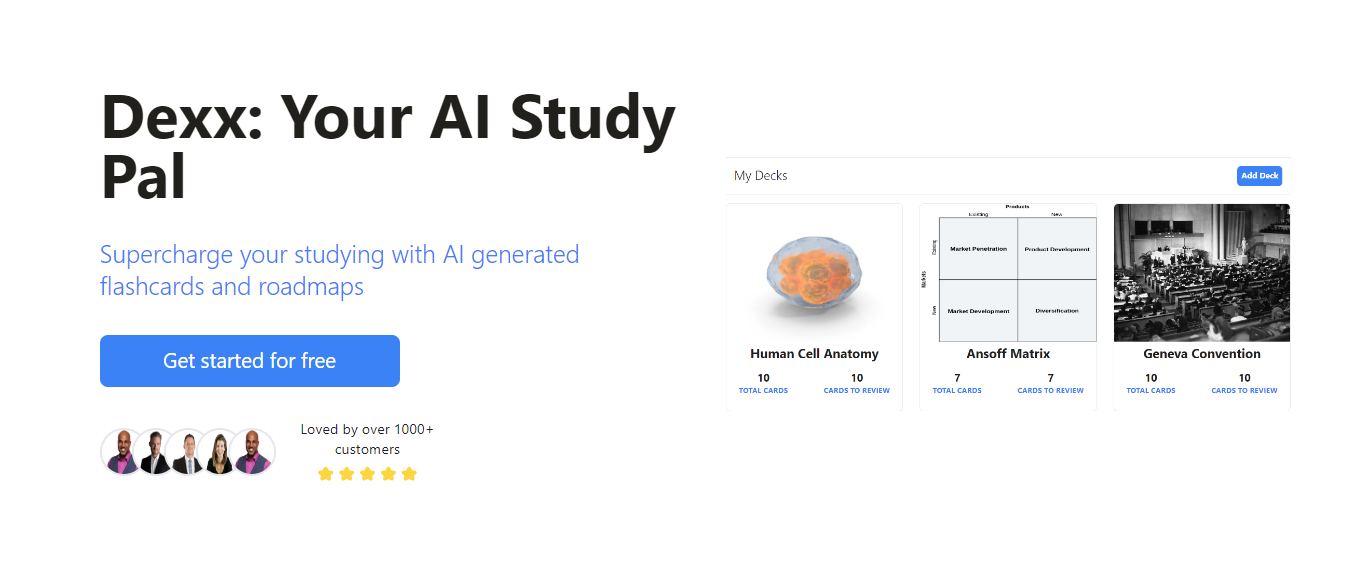 Dexx: Your AI Study
Pal
Supercharge your studying with AI generated
flashcards and roadmaps
Get started for free
Loved by over 1000+
customers
My Decks
Add Deck
Products
Existing
New
Markets
Existing
New
Market Penetration
Product Development
Market Development
Diversification
Human Cell Anatomy
10
10
TOTAL CARDS
CARDS TO REVIEW
Ansoff Matrix
7
7
TOTAL CARDS
CARDS TO REVIEW
Geneva Convention
10
10
TOTAL CARDS
CARDS TO REVIEW